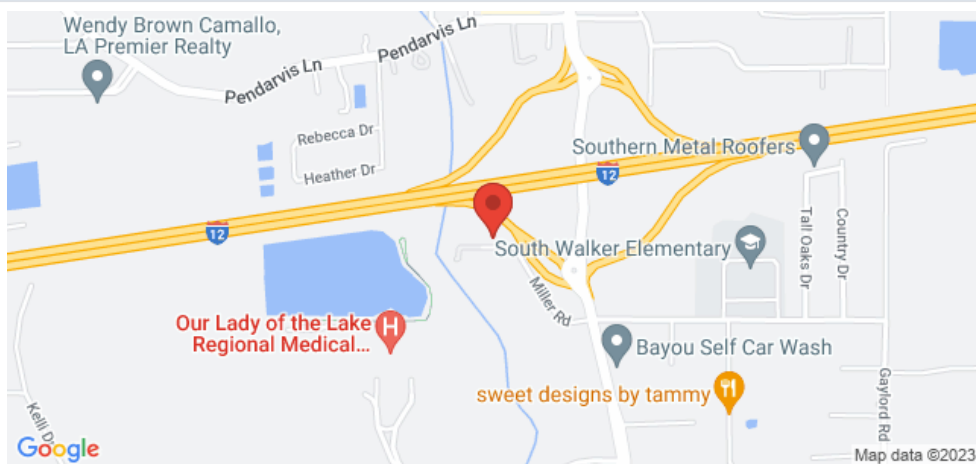 Wendy Brown Camallo,
LA Premier Realty
Pendarvis Ln
Pendarvis Ln
Rebecca Dr
Heather Dr
Southern Metal Roofers
12
12
South Walker Elementary
Tall Oaks Dr
Country Dr
Miller Rd
Our Lady of the Lake
Regional Medical...
H
Bayou Self Car Wash
sweet designs by tammy
Gaylord Rd
Kelli Dr
Google
Map data ©2023